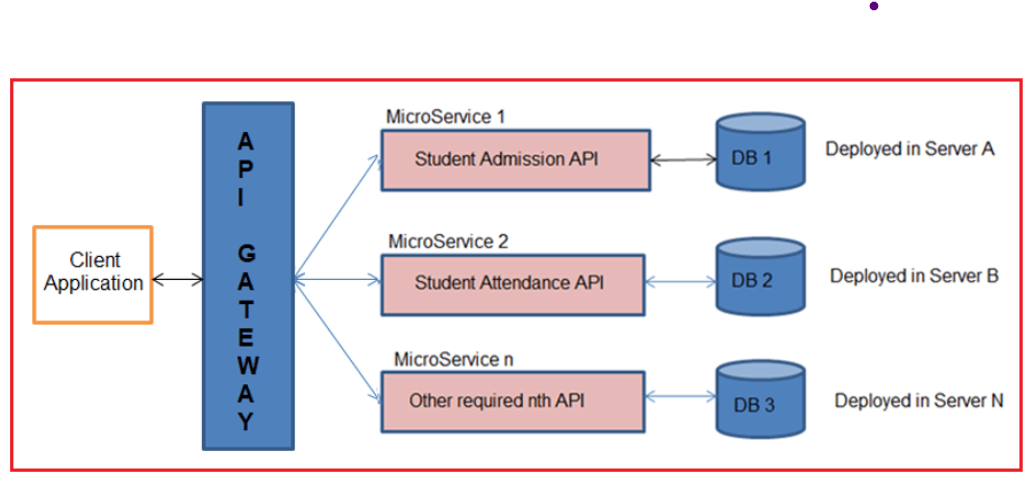 Client
Application
A
P
I
G
A
T
E
W
A
Y
MicroService 1
Student Admission API
DB 1
Deployed in Server A
MicroService 2
Student Attendance API
DB 2
Deployed in Server B
MicroService n
Other required nth API
DB 3
Deployed in Server N